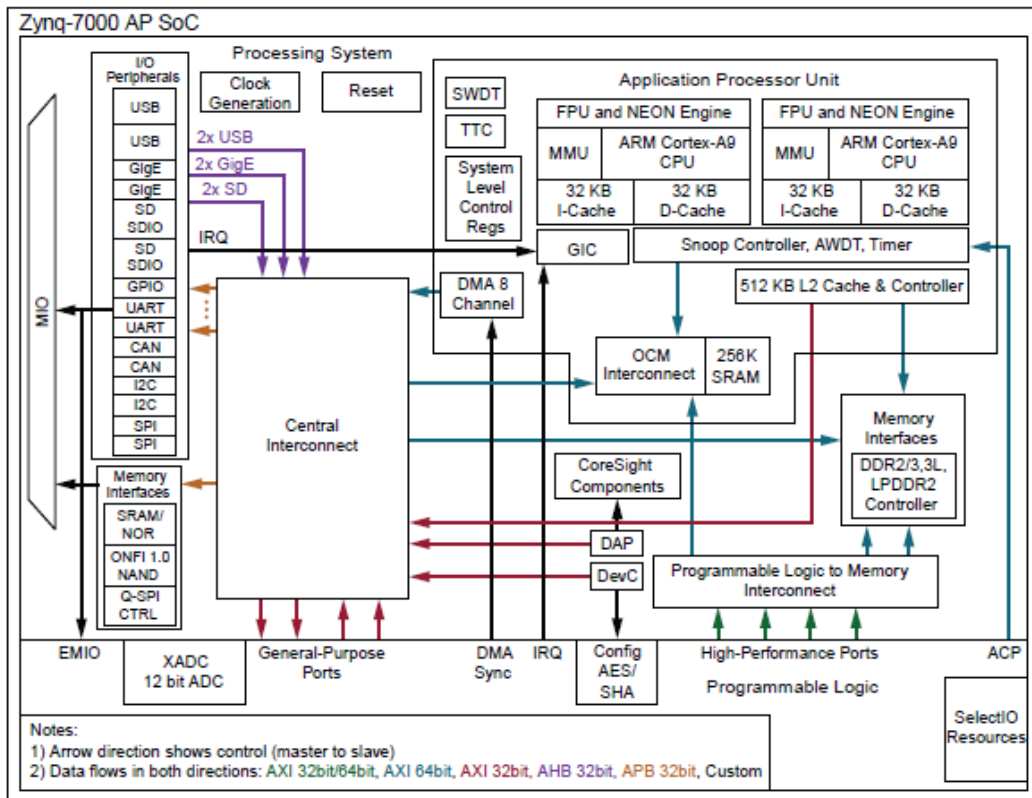 Zynq-7000 AP SoC
Processing System
I/O
Peripherals
USB
USB
GigE
GigE
SD
SDIO
SD
SDIO
GPIO
UART
UART
CAN
CAN
I2C
I2C
SPI
SPI
MIO
Clock
Generation
Reset
2x USB
2x GigE
2x SD
IRQ
Application Processor Unit
SWDT
TTC
System
Level
Control
Regs
FPU and NEON Engine
MMU
ARM Cortex-A9
CPU
32 KB
I-Cache
32 KB
D-Cache
FPU and NEON Engine
MMU
ARM Cortex-A9
CPU
32 KB
I-Cache
32 KB
D-Cache
GIC
Snoop Controller, AWDT, Timer
DMA 8
Channel
512 KB L2 Cache & Controller
OCM
Interconnect
256K
SRAM
Central
Interconnect
Memory
Interfaces
DDR2/3,3L,
LPDDR2
Controller
CoreSight
Components
DAP
DevC
Programmable Logic to Memory
Interconnect
Memory
Interfaces
SRAM/
NOR
ONFI 1.0
NAND
Q-SPI
CTRL
EMIO
XADC
12 bit ADC
General-Purpose
Ports
DMA
Sync
IRQ
Config
AES/
SHA
High-Performance Ports
ACP
Programmable Logic
SelectIO
Resources
Notes:
1) Arrow direction shows control (master to slave)
2) Data flows in both directions: AXI 32bit/64bit, AXI 64bit, AXI 32bit, AHB 32bit, APB 32bit, Custom